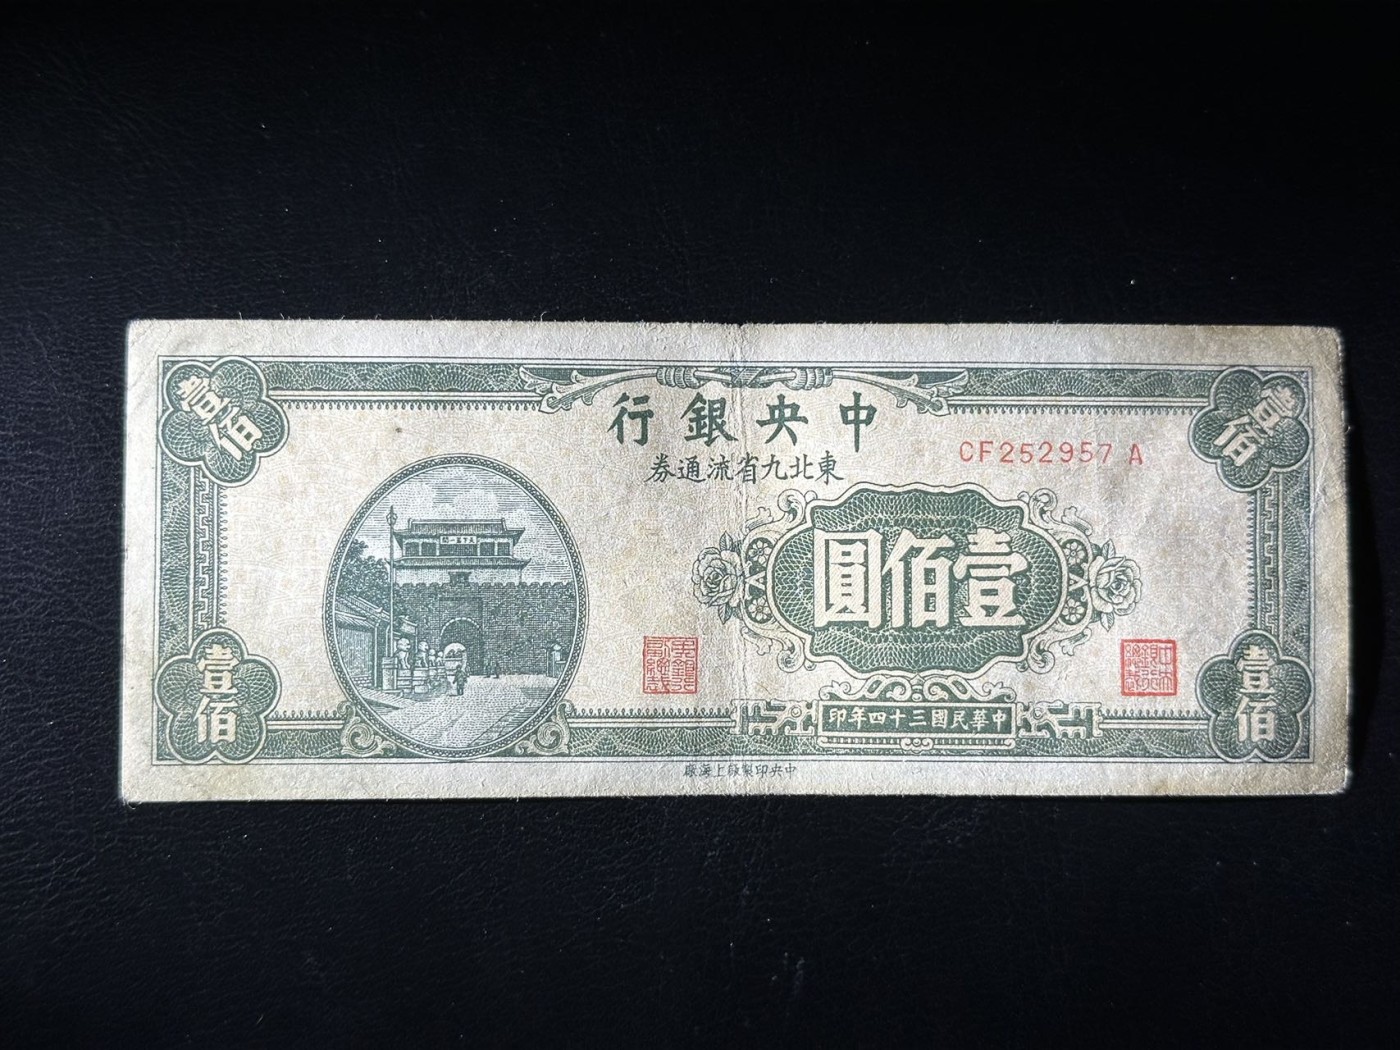 壹佰
壹佰
中央銀行
東北九省流通券
CF252957 A
天下第一關
壹佰圓
中華民國三十四年印
壹佰
壹佰
中央印製廠上海廠